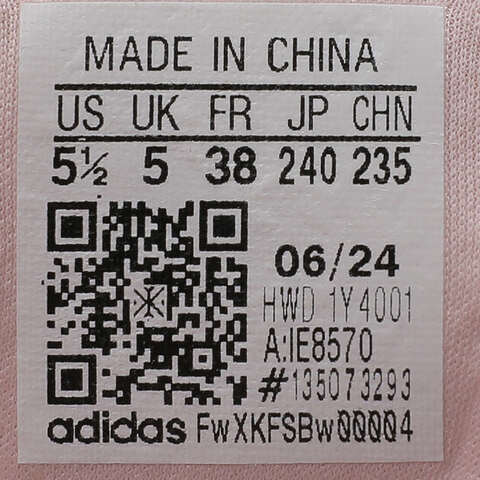 MADE IN CHINA
US UK FR JP CHN
5½ 5 38 240 235
06/24
HWD 1Y4001
A:IE8570
#135073293
adidas FwXKFSBw00004